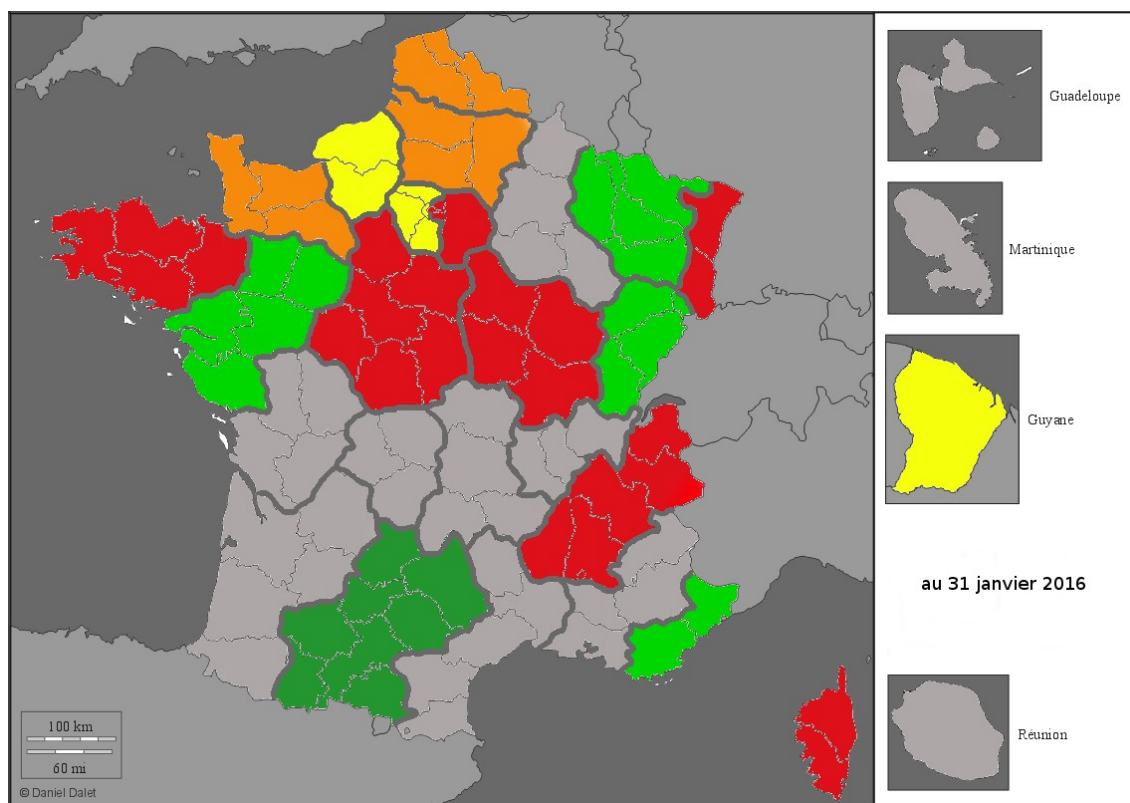 Guadeloupe
Martinique
Guyane
au 31 janvier 2016
Réunion
100 km
60 mi
© Daniel Dalet